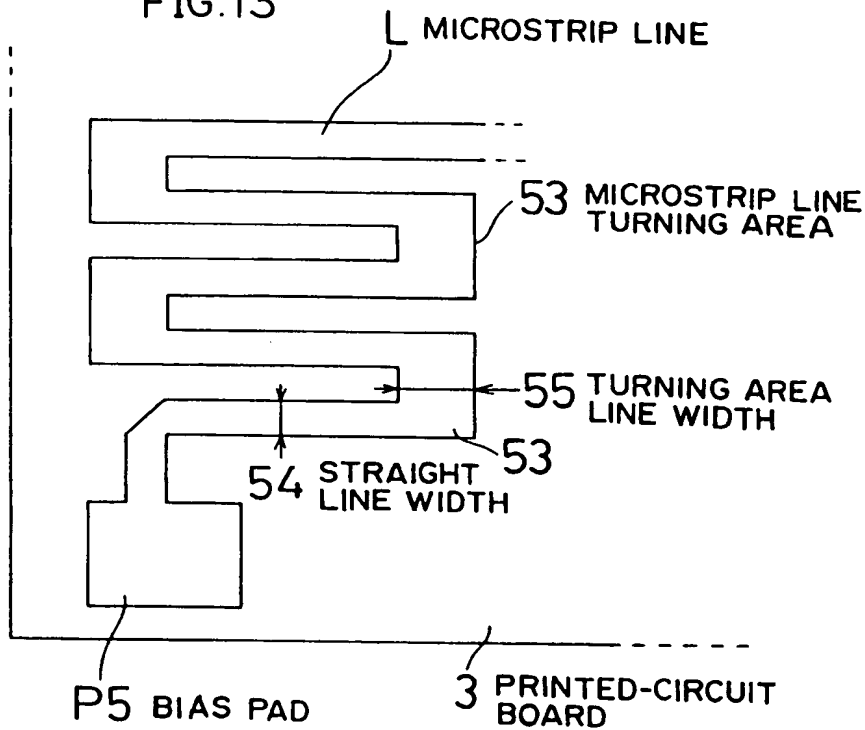 FIG.13
L MICROSTRIP LINE
53 MICROSTRIP LINE
TURNING AREA
55 TURNING AREA
LINE WIDTH
53
54 STRAIGHT
LINE WIDTH
P5 BIAS PAD
3 PRINTED-CIRCUIT
BOARD